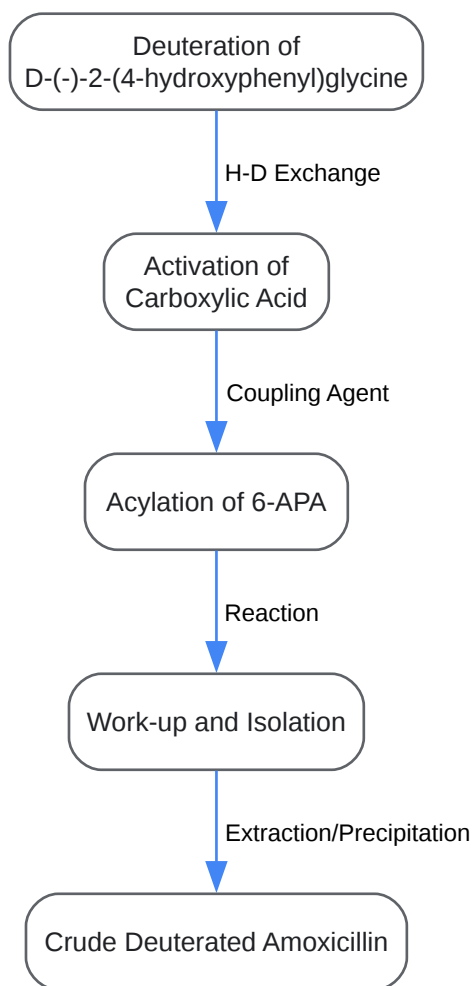 Deuteration of
D-(-)-2-(4-hydroxyphenyl)glycine
H-D Exchange
Activation of
Carboxylic Acid
Coupling Agent
Acylation of 6-APA
Reaction
Work-up and Isolation
Extraction/Precipitation
Crude Deuterated Amoxicillin